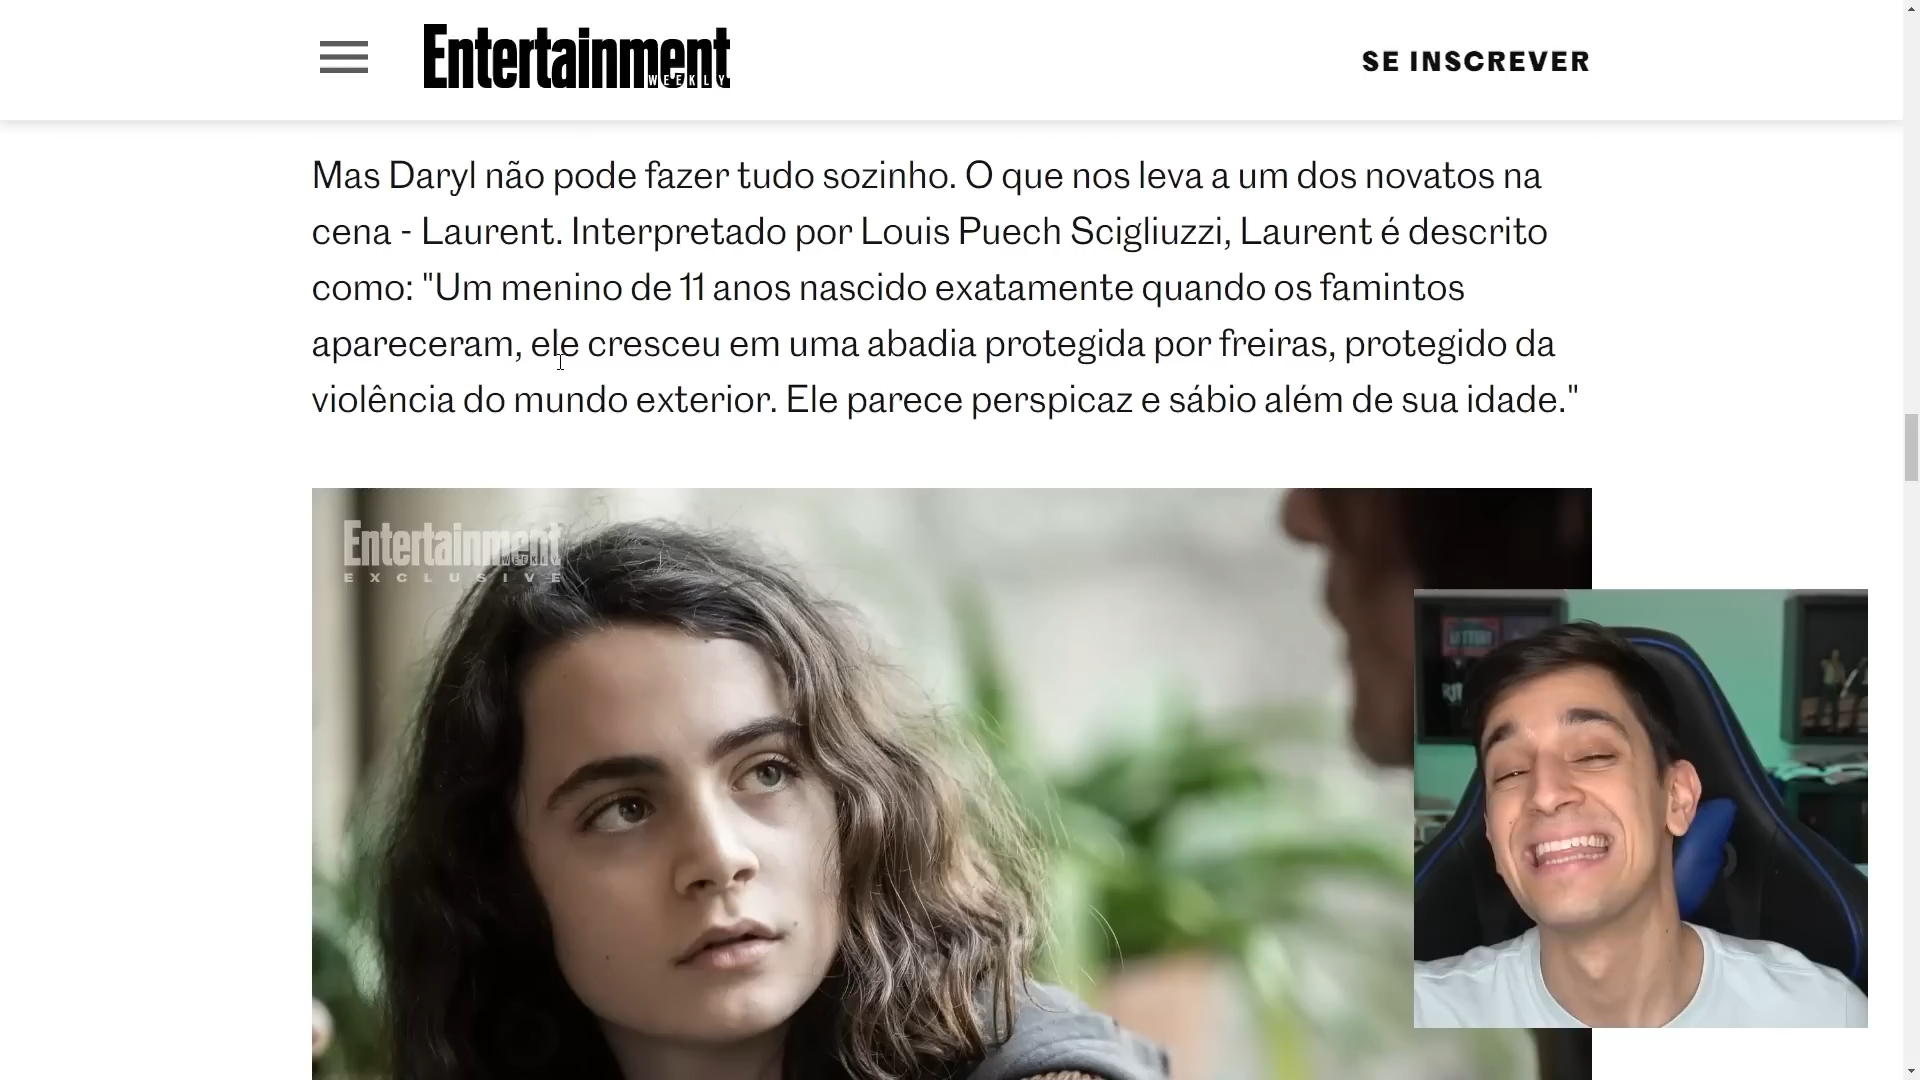 Entertainment
WEEKLY
SE INSCREVER
Mas Daryl não pode fazer tudo sozinho. O que nos leva a um dos novatos na
cena - Laurent. Interpretado por Louis Puech Scigliuzzi, Laurent é descrito
como: "Um menino de 11 anos nascido exatamente quando os famintos
apareceram, ele cresceu em uma abadia protegida por freiras, protegido da
violência do mundo exterior. Ele parece perspicaz e sábio além de sua idade."
Entertainment
WEEKLY
EXCLUSIVE